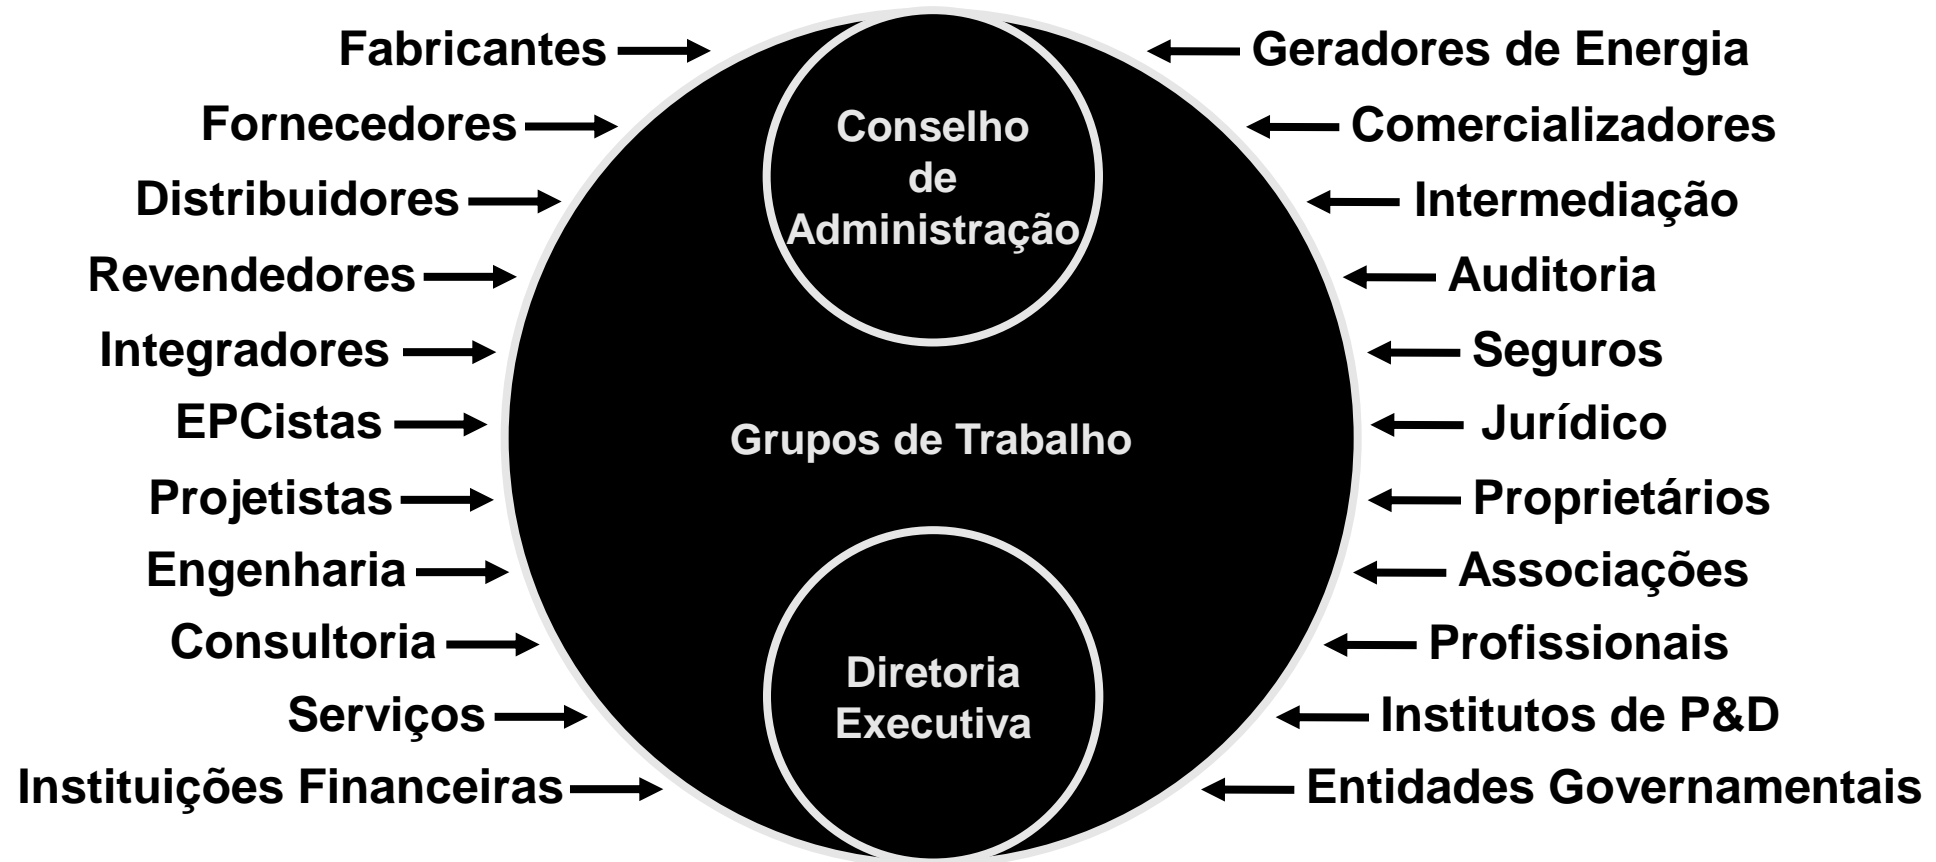 Fabricantes
Fornecedores
Distribuidores
Revendedores
Integradores
EPCistas
Projetistas
Engenharia
Consultoria
Serviços
Instituições Financeiras
Conselho
de
Administração
Grupos de Trabalho
Diretoria
Executiva
Geradores de Energia
Comercializadores
Intermediação
Auditoria
Seguros
Jurídico
Proprietários
Associações
Profissionais
Institutos de P&D
Entidades Governamentais